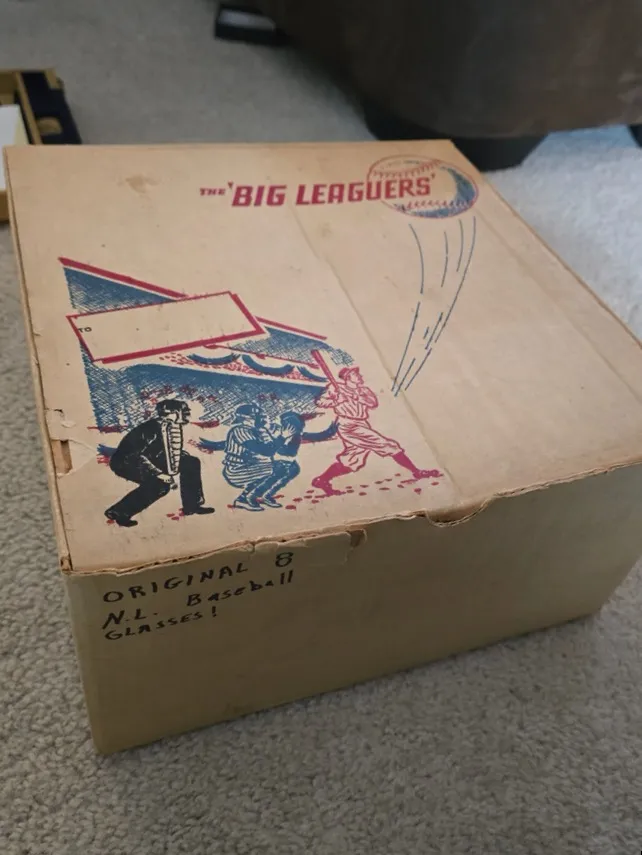 THE 'BIG LEAGUERS'
TO
ORIGINAL 8
N.L. Baseball
GLASSES!